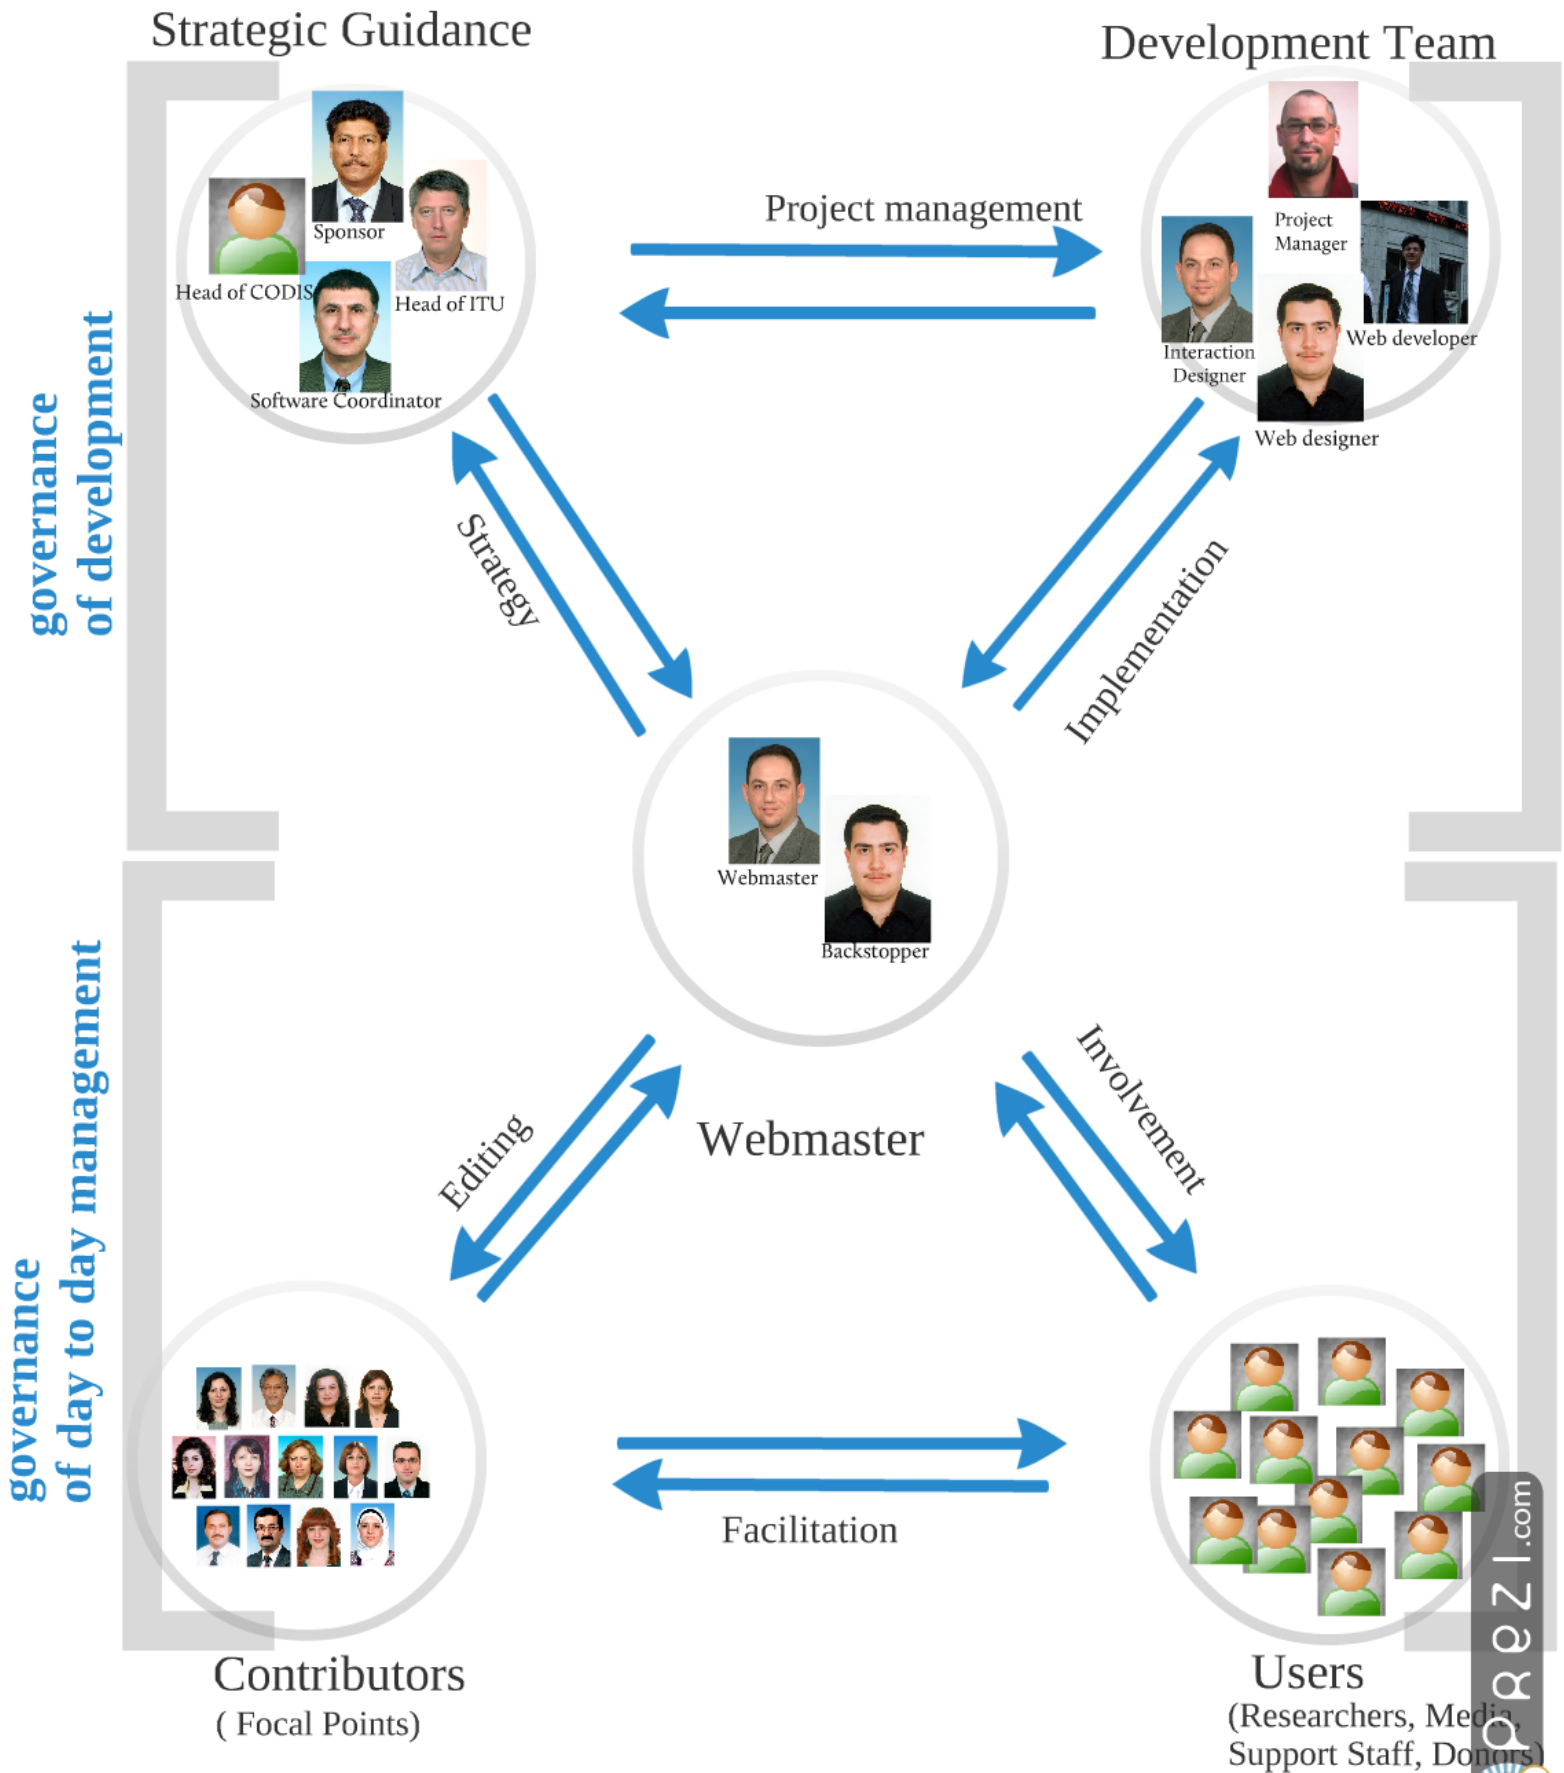 Strategic Guidance
Development Team
Sponsor
Head of CODIS
Head of ITU
Software Coordinator
Project management
Project
Manager
Interaction
Designer
Web developer
Web designer
governance
of development
Strategy
Implementation
Webmaster
Backstopper
Webmaster
governance
of day to day management
Editing
Involvement
Facilitation
Contributors
( Focal Points)
Users
(Researchers, Media,
Support Staff, Donors)
PREZI.com